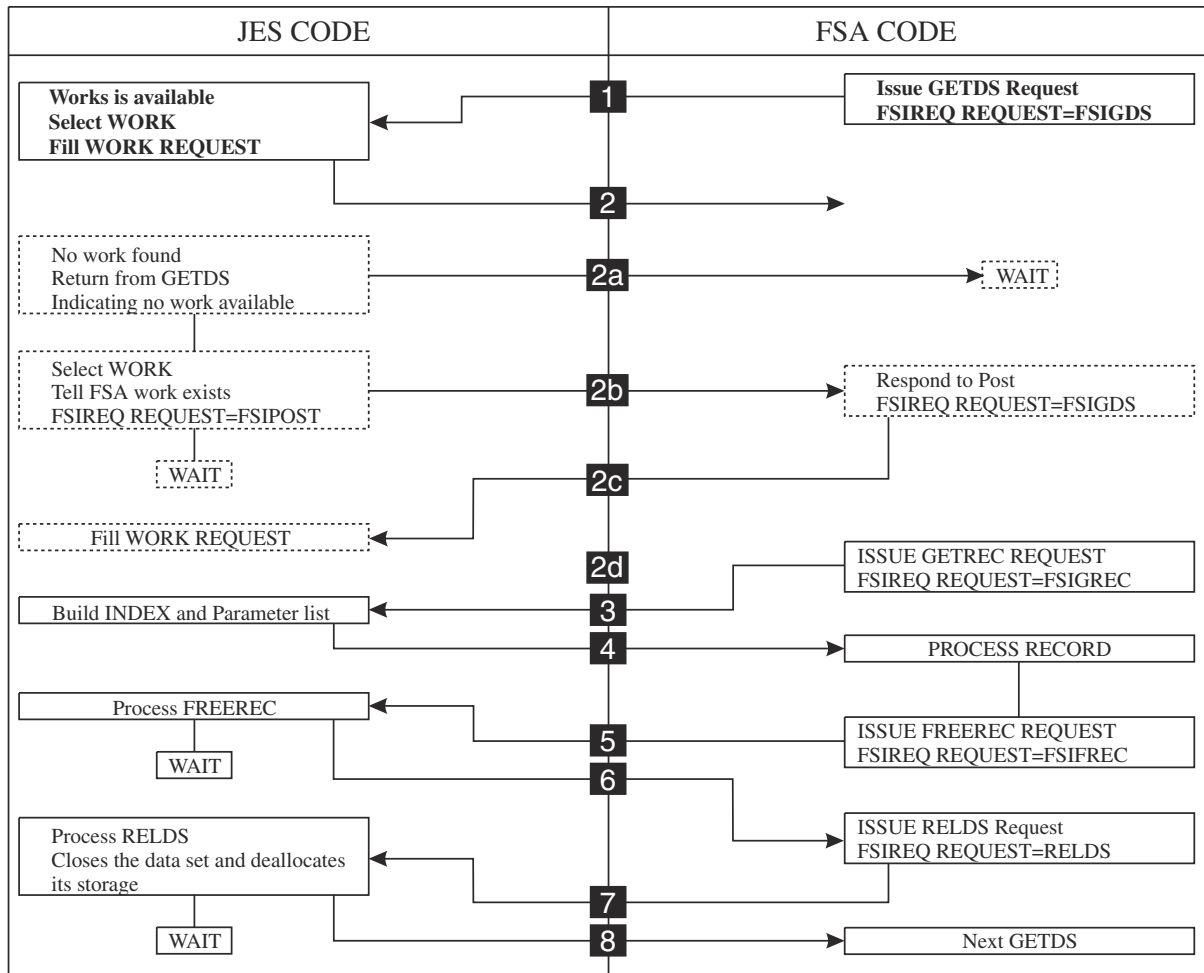 JES CODE
FSA CODE
Works is available
Select WORK
Fill WORK REQUEST
1
Issue GETDS Request
FSIREQ REQUEST=FSIGDS
2
No work found
Return from GETDS
Indicating no work available
2a
WAIT
Select WORK
Tell FSA work exists
FSIREQ REQUEST=FSIPOST
2b
Respond to Post
FSIREQ REQUEST=FSIGDS
WAIT
2c
Fill WORK REQUEST
2d
ISSUE GETREC REQUEST
FSIREQ REQUEST=FSIGREC
Build INDEX and Parameter list
3
4
PROCESS RECORD
Process FREEREC
5
ISSUE FREEREC REQUEST
FSIREQ REQUEST=FSIFREC
WAIT
6
Process RELDS
Closes the data set and deallocates
its storage
ISSUE RELDS Request
FSIREQ REQUEST=RELDS
7
WAIT
8
Next GETDS